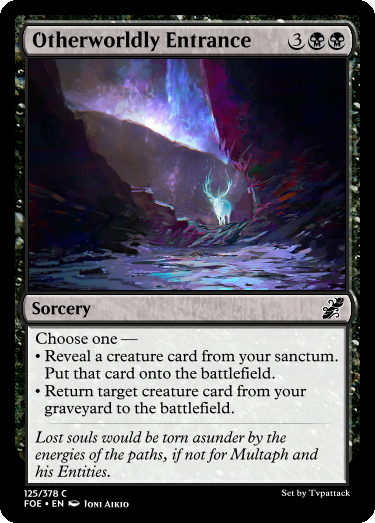 Otherworldly Entrance 3
Sorcery
Choose one —
• Reveal a creature card from your sanctum.
Put that card onto the battlefield.
• Return target creature card from your
graveyard to the battlefield.
Lost souls would be torn asunder by the
energies of the paths, if not for Multaph and
his Entities.
125/378 C
FOE • EN Joni Aikio
Set by Tvpattack